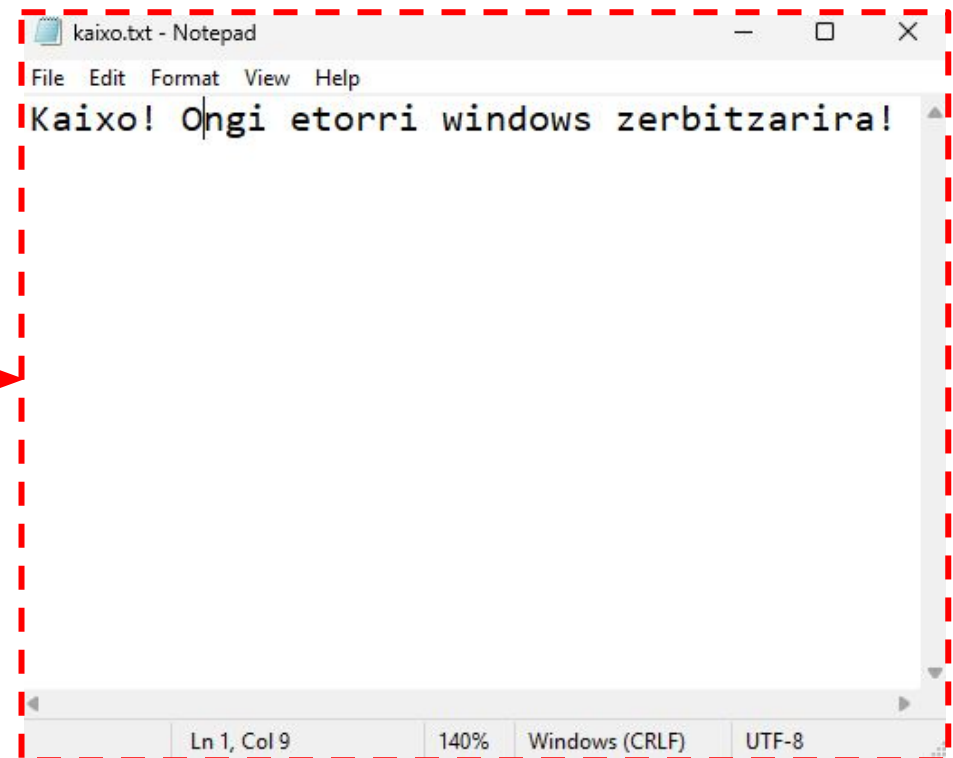 kaixo.txt - Notepad
File Edit Format View Help
Kaixo! Ongi etorri windows zerbitzarira!
Ln 1, Col 9 140% Windows (CRLF) UTF-8